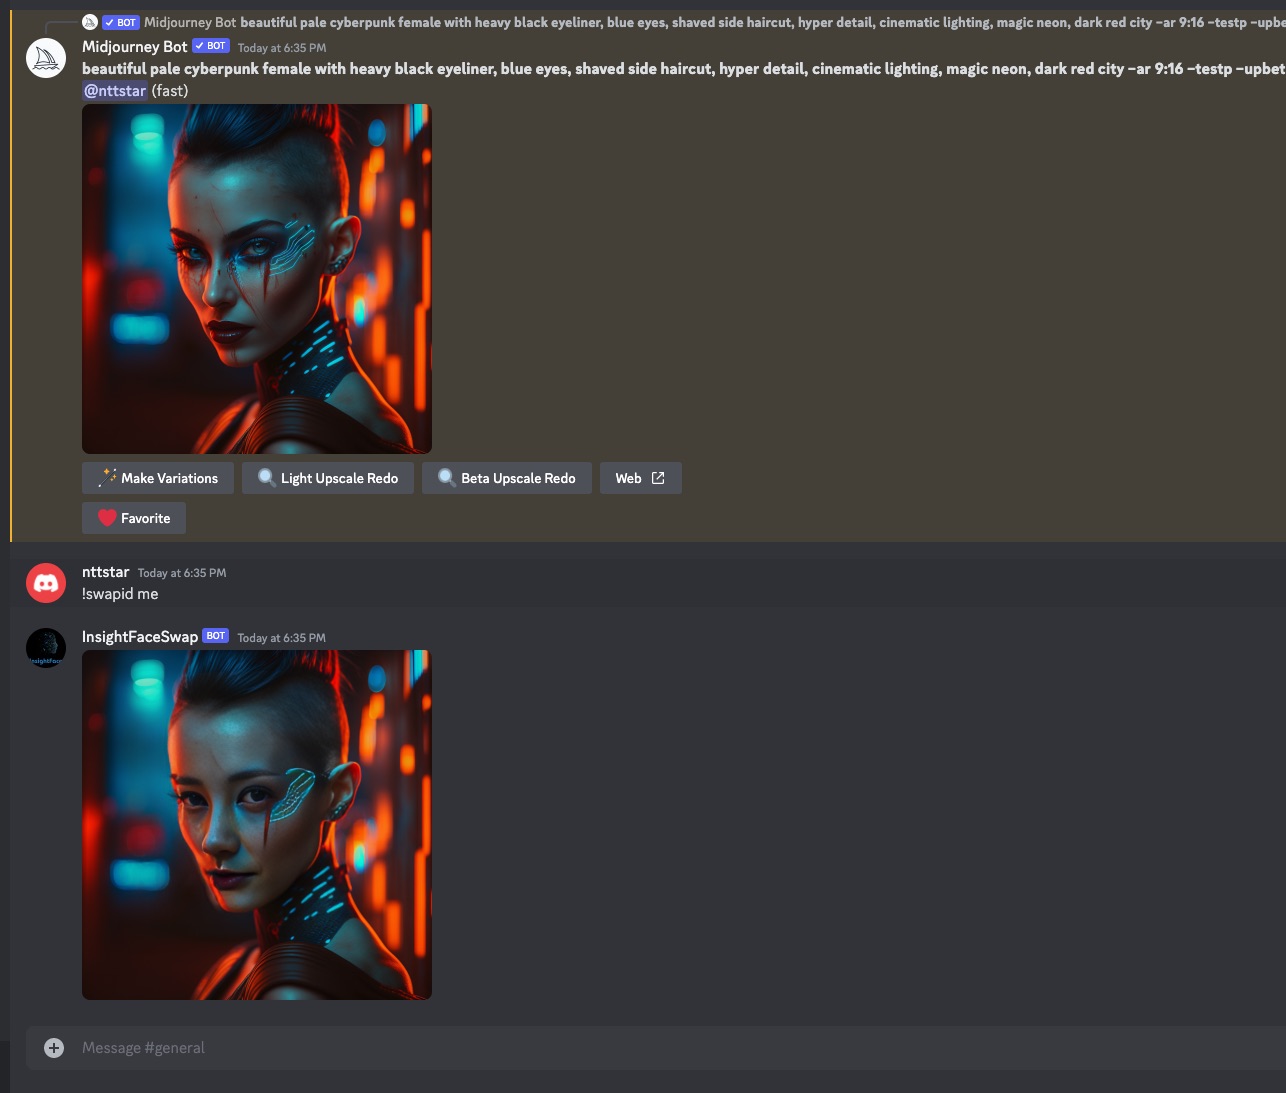 BOT Midjourney Bot beautiful pale cyberpunk female with heavy black eyeliner, blue eyes, shaved side haircut, hyper detail, cinematic lighting, magic neon, dark red city –ar 9:16 –testp –upbe
Midjourney Bot BOT Today at 6:35 PM
beautiful pale cyberpunk female with heavy black eyeliner, blue eyes, shaved side haircut, hyper detail, cinematic lighting, magic neon, dark red city –ar 9:16 –testp –upbet
@nttstar (fast)
Make Variations Light Upscale Redo Beta Upscale Redo Web
Favorite
nttstar Today at 6:35 PM
!swapid me
InsightFaceSwap BOT Today at 6:35 PM
InsightFace
Message #general